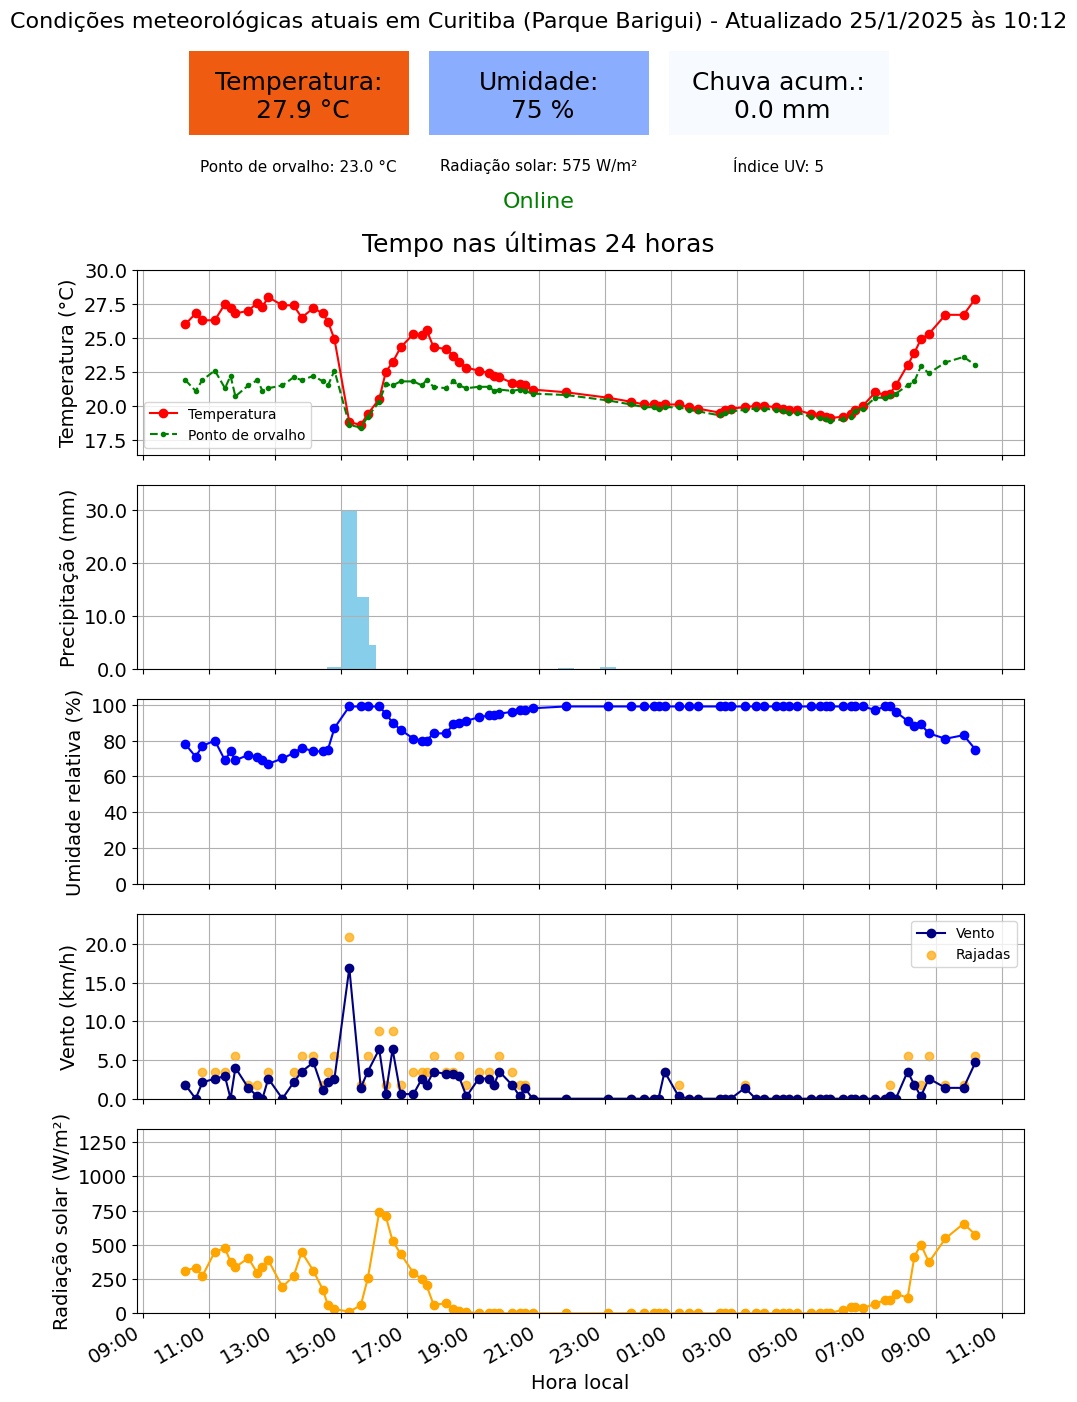 Condições meteorológicas atuais em Curitiba (Parque Barigui) - Atualizado 25/1/2025 às 10:12
Temperatura:
27.9 °C
Umidade:
75 %
Chuva acum.:
0.0 mm
Ponto de orvalho: 23.0 °C
Radiação solar: 575 W/m²
Índice UV: 5
Online
Tempo nas últimas 24 horas
Temperatura (°C)
30.0
27.5
25.0
22.5
20.0
17.5
Temperatura
Ponto de orvalho
Precipitação (mm)
30.0
20.0
10.0
0.0
Umidade relativa (%)
100
80
60
40
20
0
Vento (km/h)
20.0
15.0
10.0
5.0
0.0
Vento
Rajadas
Radiação solar (W/m²)
1250
1000
750
500
250
0
09:00
11:00
13:00
15:00
17:00
19:00
21:00
23:00
01:00
03:00
05:00
07:00
09:00
11:00
Hora local